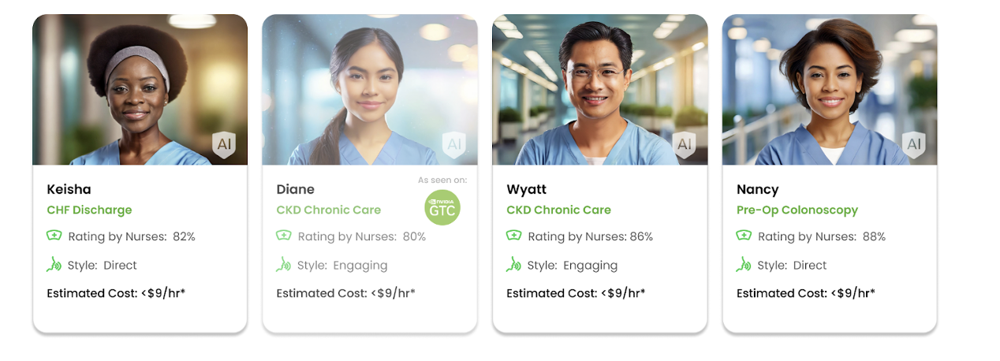 AI
AI
AI
AI
Keisha
CHF Discharge
Rating by Nurses: 82%
Style: Direct
Estimated Cost: <$9/hr*
As seen on:
NVIDIA
GTC
Diane
CKD Chronic Care
Rating by Nurses: 80%
Style: Engaging
Estimated Cost: <$9/hr*
Wyatt
CKD Chronic Care
Rating by Nurses: 86%
Style: Engaging
Estimated Cost: <$9/hr*
Nancy
Pre-Op Colonoscopy
Rating by Nurses: 88%
Style: Direct
Estimated Cost: <$9/hr*